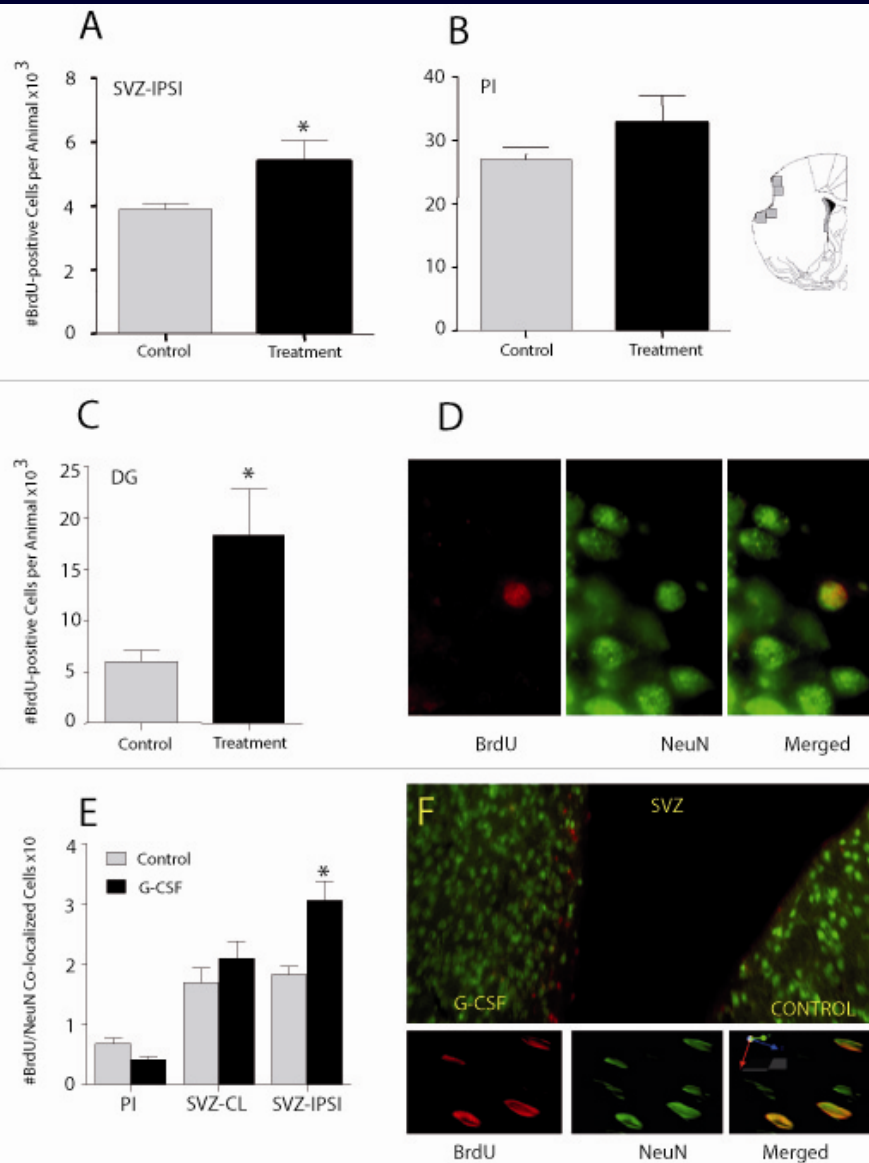 A
#BrdU-positive Cells per Animal x10 3
SVZ-IPSI
8
6
4
2
0
*
Control
Treatment
B
PI
40
30
20
10
0
Control
Treatment
C
#BrdU-positive Cells per Animal x10 3
DG
25
20
15
10
5
0
*
Control
Treatment
D
BrdU
NeuN
Merged
E
#BrdU/NeuN Co-localized Cells x10
4
3
2
1
0
Control
G-CSF
*
PI
SVZ-CL
SVZ-IPSI
F
SVZ
G-CSF
CONTROL
BrdU
NeuN
Merged